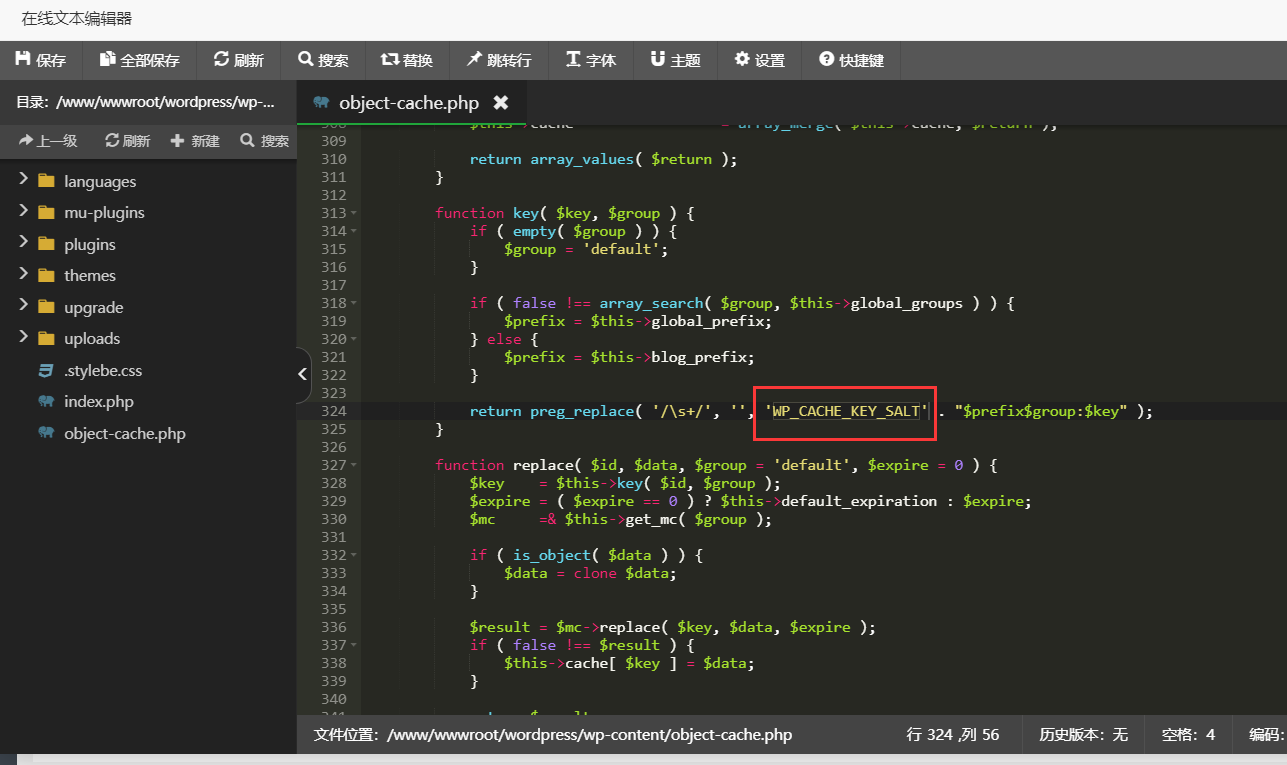 在线文本编辑器
保存 全部保存 刷新 搜索 替换 跳转行 字体 主题 设置 快捷键
目录：/www/wwwroot/wordpress/wp-...
object-cache.php
上一级 刷新 新建 搜索
languages
mu-plugins
plugins
themes
upgrade
uploads
.stylebe.css
index.php
object-cache.php
308 $this->cache = array_merge( $this->cache, $return );
309
310 return array_values( $return );
311 }
312
313 function key( $key, $group ) {
314 if ( empty( $group ) ) {
315 $group = 'default';
316 }
317
318 if ( false !== array_search( $group, $this->global_groups ) ) {
319 $prefix = $this->global_prefix;
320 } else {
321 $prefix = $this->blog_prefix;
322 }
323
324 return preg_replace( '/\s+/', '', 'WP_CACHE_KEY_SALT' . "$prefix$group:$key" );
325 }
326
327 function replace( $id, $data, $group = 'default', $expire = 0 ) {
328 $key = $this->key( $id, $group );
329 $expire = ( $expire == 0 ) ? $this->default_expiration : $expire;
330 $mc =& $this->get_mc( $group );
331
332 if ( is_object( $data ) ) {
333 $data = clone $data;
334 }
335
336 $result = $mc->replace( $key, $data, $expire );
337 if ( false !== $result ) {
338 $this->cache[ $key ] = $data;
339 }
340
文件位置：/www/wwwroot/wordpress/wp-content/object-cache.php 行 324 ,列 56 历史版本：无 空格：4 编码: